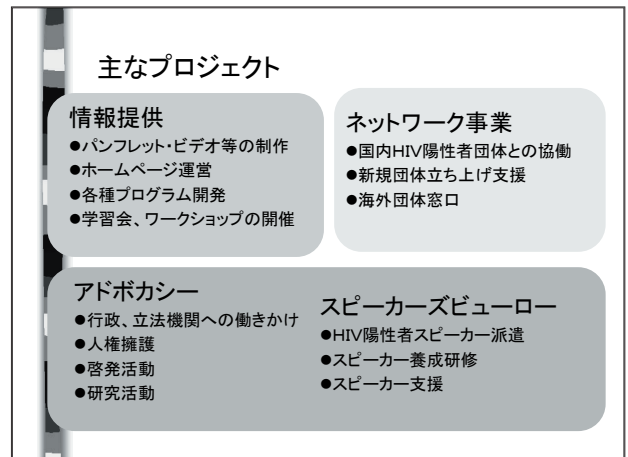 主なプロジェクト
情報提供
●パンフレット・ビデオ等の制作
●ホームページ運営
●各種プログラム開発
●学習会、ワークショップの開催
ネットワーク事業
●国内HIV陽性者団体との協働
●新規団体立ち上げ支援
●海外団体窓口
アドボカシー
●行政、立法機関への働きかけ
●人権擁護
●啓発活動
●研究活動
スピーカーズビューロー
●HIV陽性者スピーカー派遣
●スピーカー養成研修
●スピーカー支援